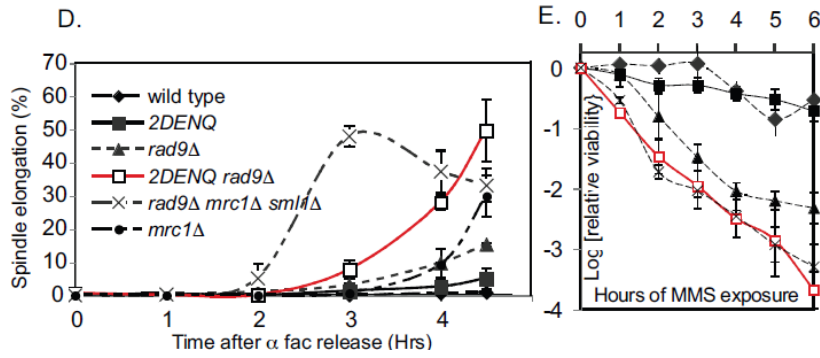 D.
Spindle elongation (%)
70
60
50
40
30
20
10
0
wild type
2DENQ
rad9Δ
2DENQ rad9Δ
rad9Δ mrc1Δ sml1Δ
mrc1Δ
0 1 2 3 4
Time after α fac release (Hrs)
E.
0 1 2 3 4 5 6
Log [relative viability}
0
-1
-2
-3
-4
Hours of MMS exposure